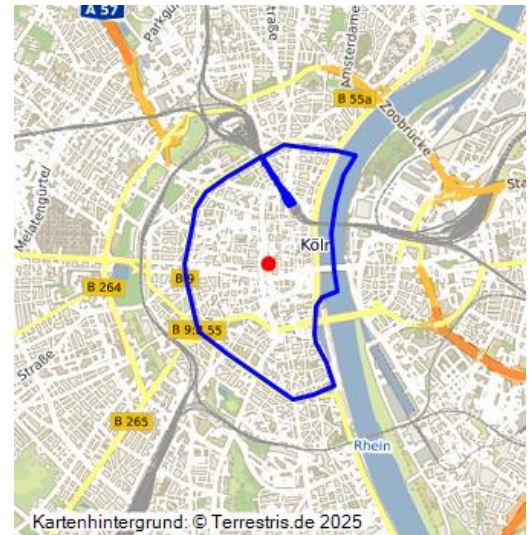 A 57
Parkgü
straße
Amsterdame
B 55a
Zoobrücke
Sta
Melatengürte/
Köln
B 9
B 264
B 9; B 55
Straße
B 265
Rhein
Kartenhintergrund: © Terrestris.de 2025